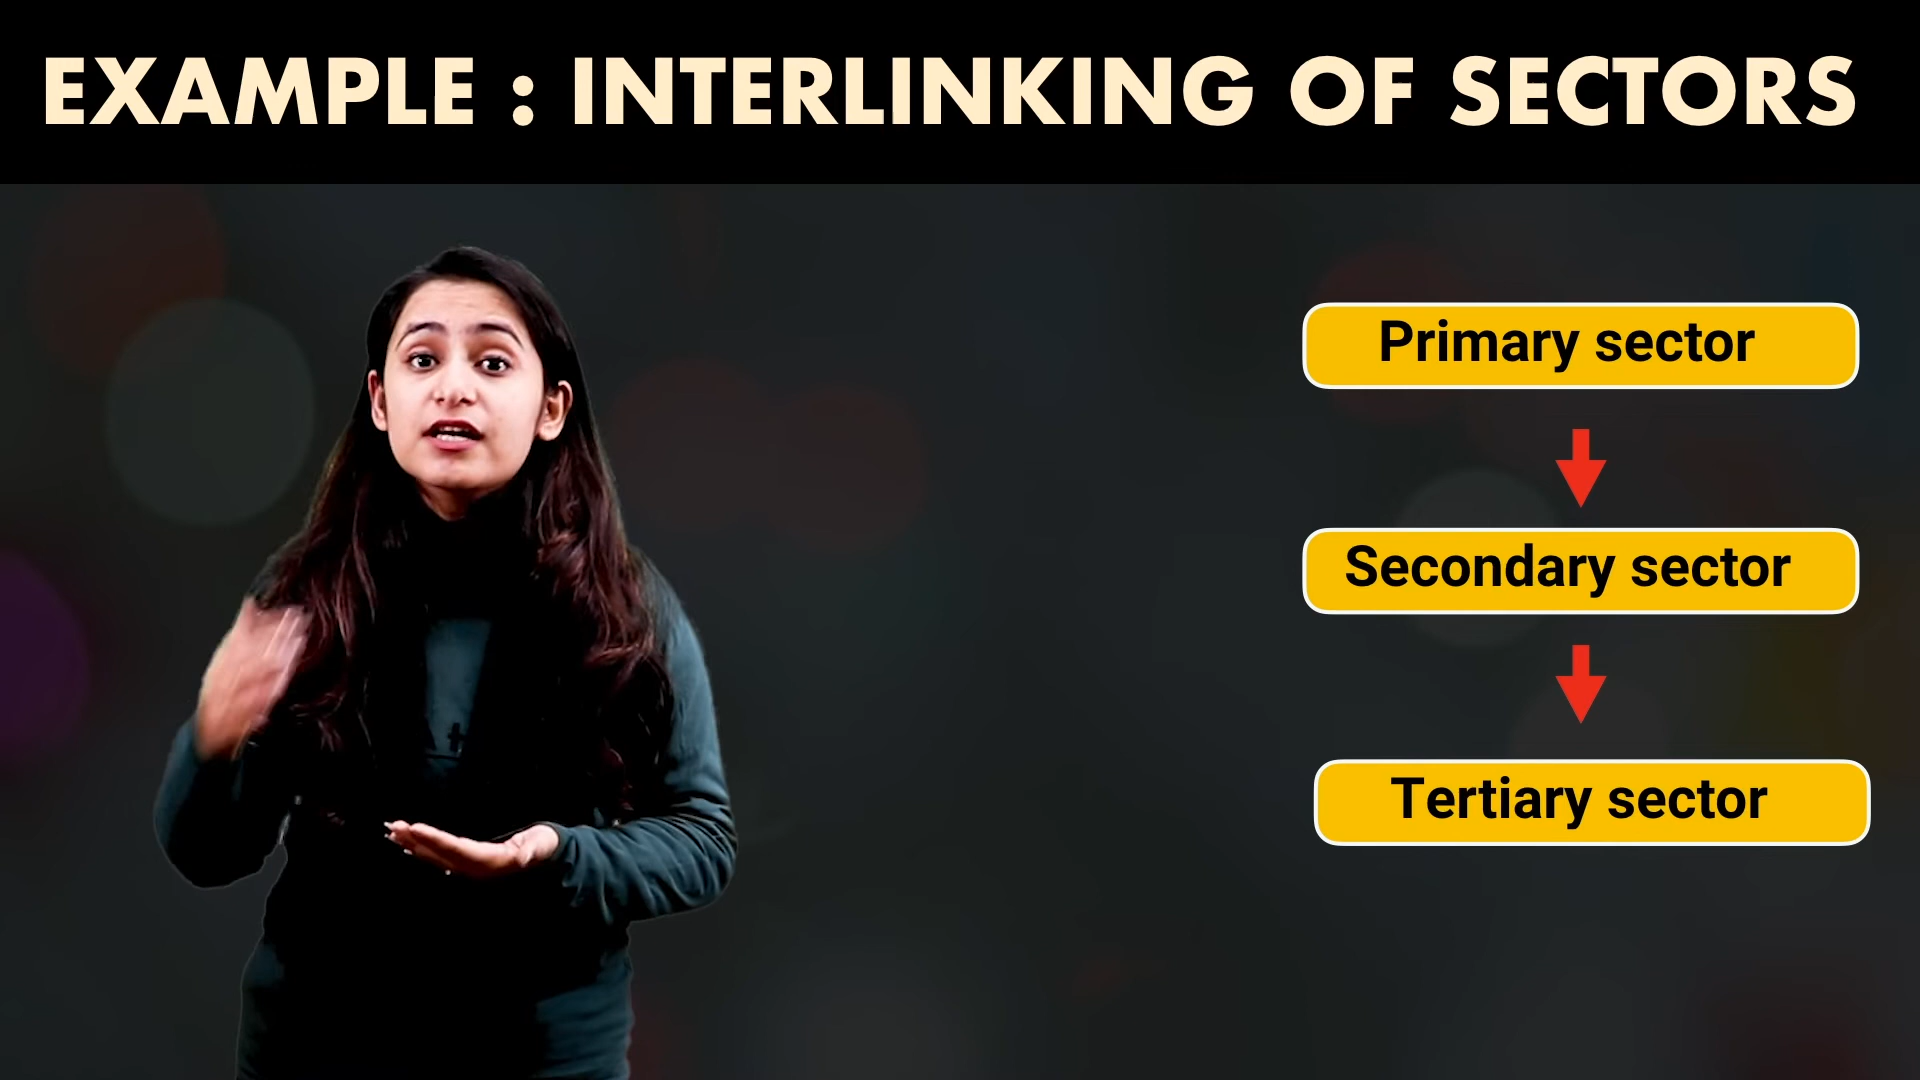 EXAMPLE : INTERLINKING OF SECTORS
Primary sector
Secondary sector
Tertiary sector